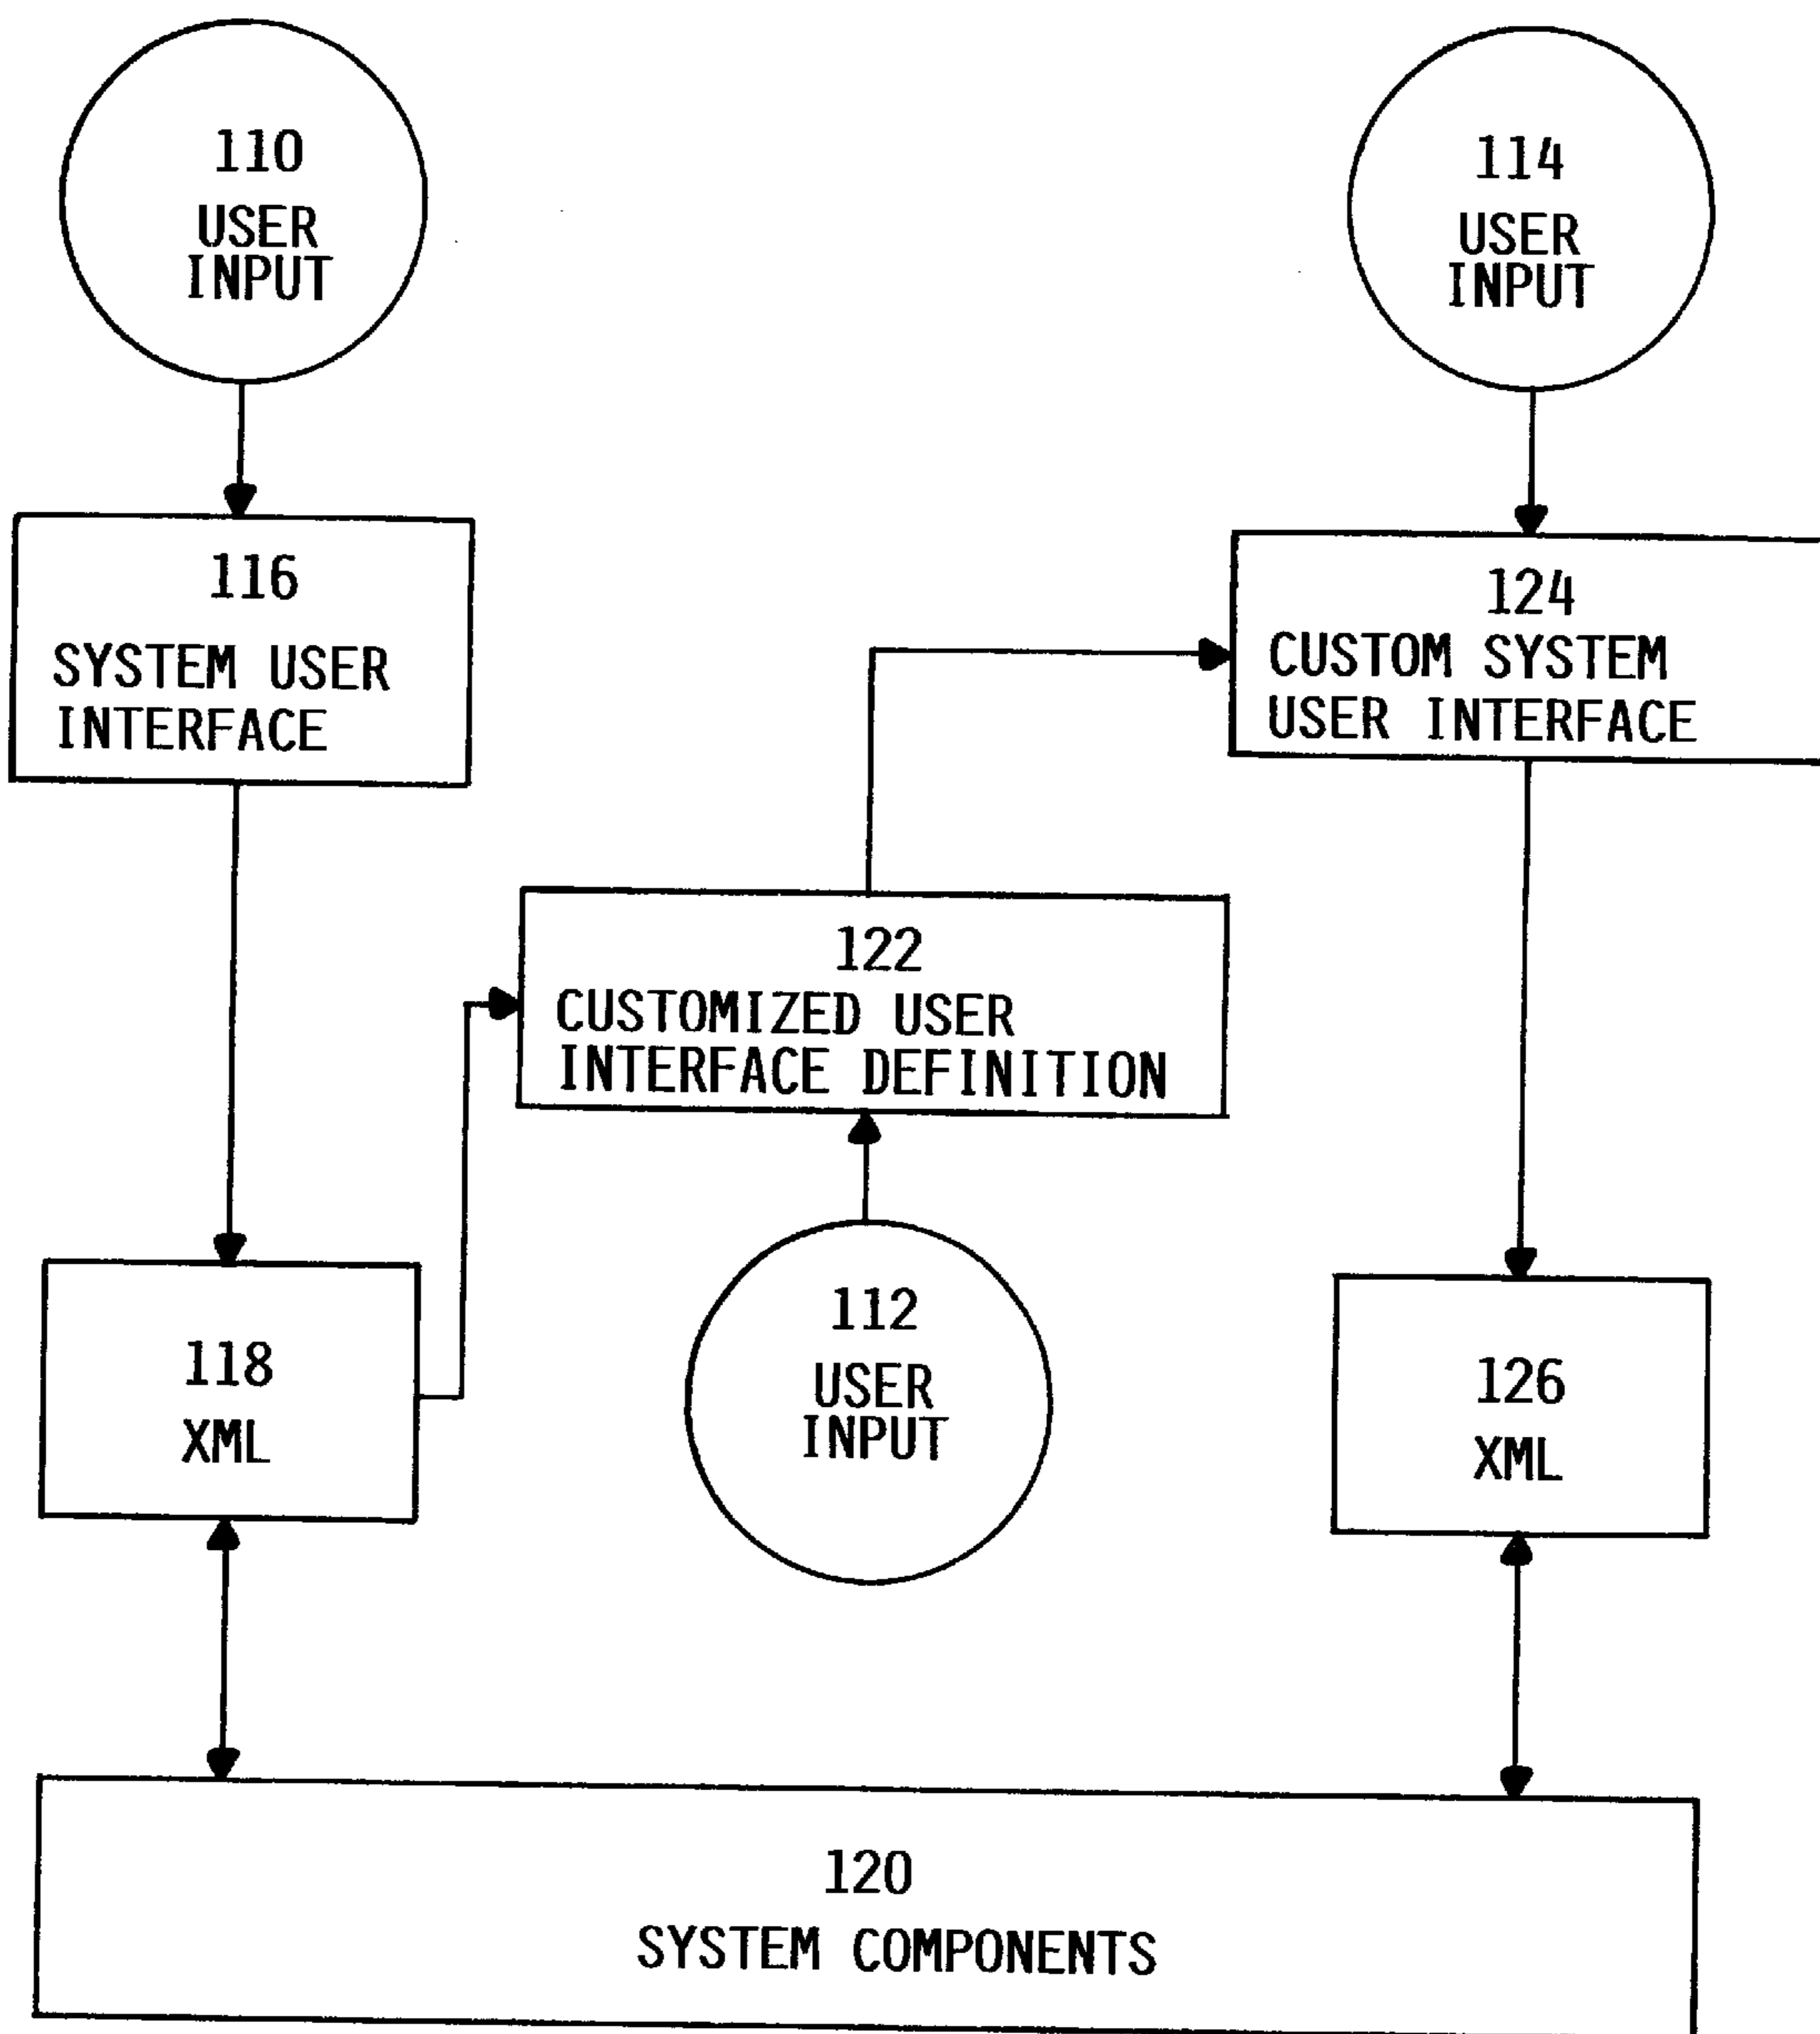 110
USER
INPUT
114
USER
INPUT
116
SYSTEM USER
INTERFACE
124
CUSTOM SYSTEM
USER INTERFACE
122
CUSTOMIZED USER
INTERFACE DEFINITION
112
USER
INPUT
118
XML
126
XML
120
SYSTEM COMPONENTS